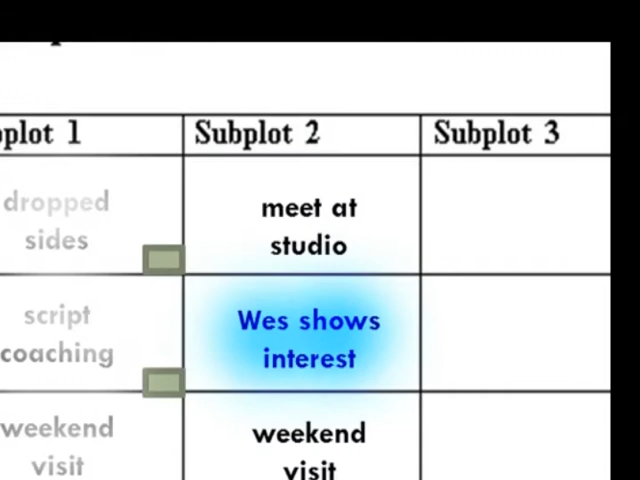 plot 1 Subplot 2 Subplot 3
dropped
sides
meet at
studio
script
coaching
Wes shows
interest
weekend
visit
weekend
visit